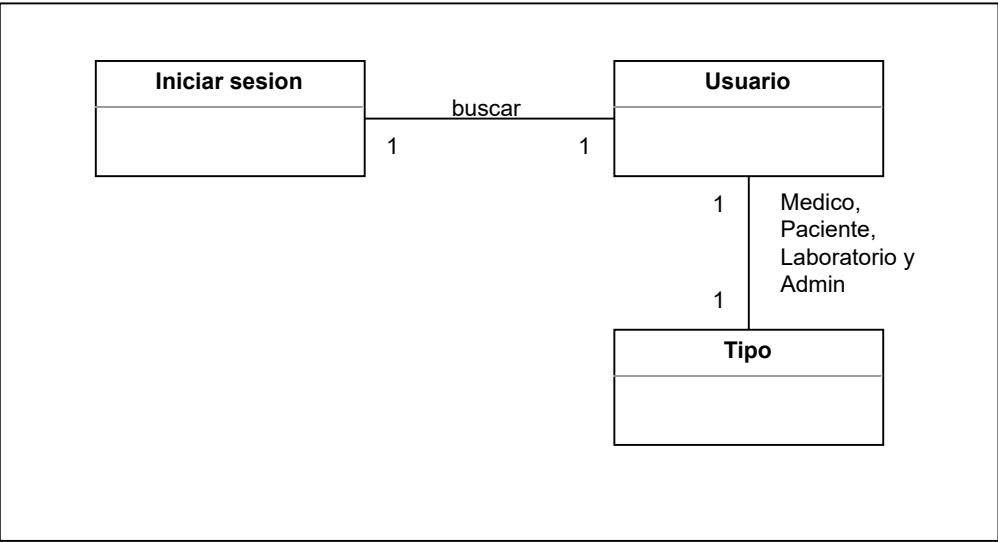 Iniciar sesion
Usuario
buscar
1
1
1
Medico,
Paciente,
Laboratorio y
Admin
1
Tipo